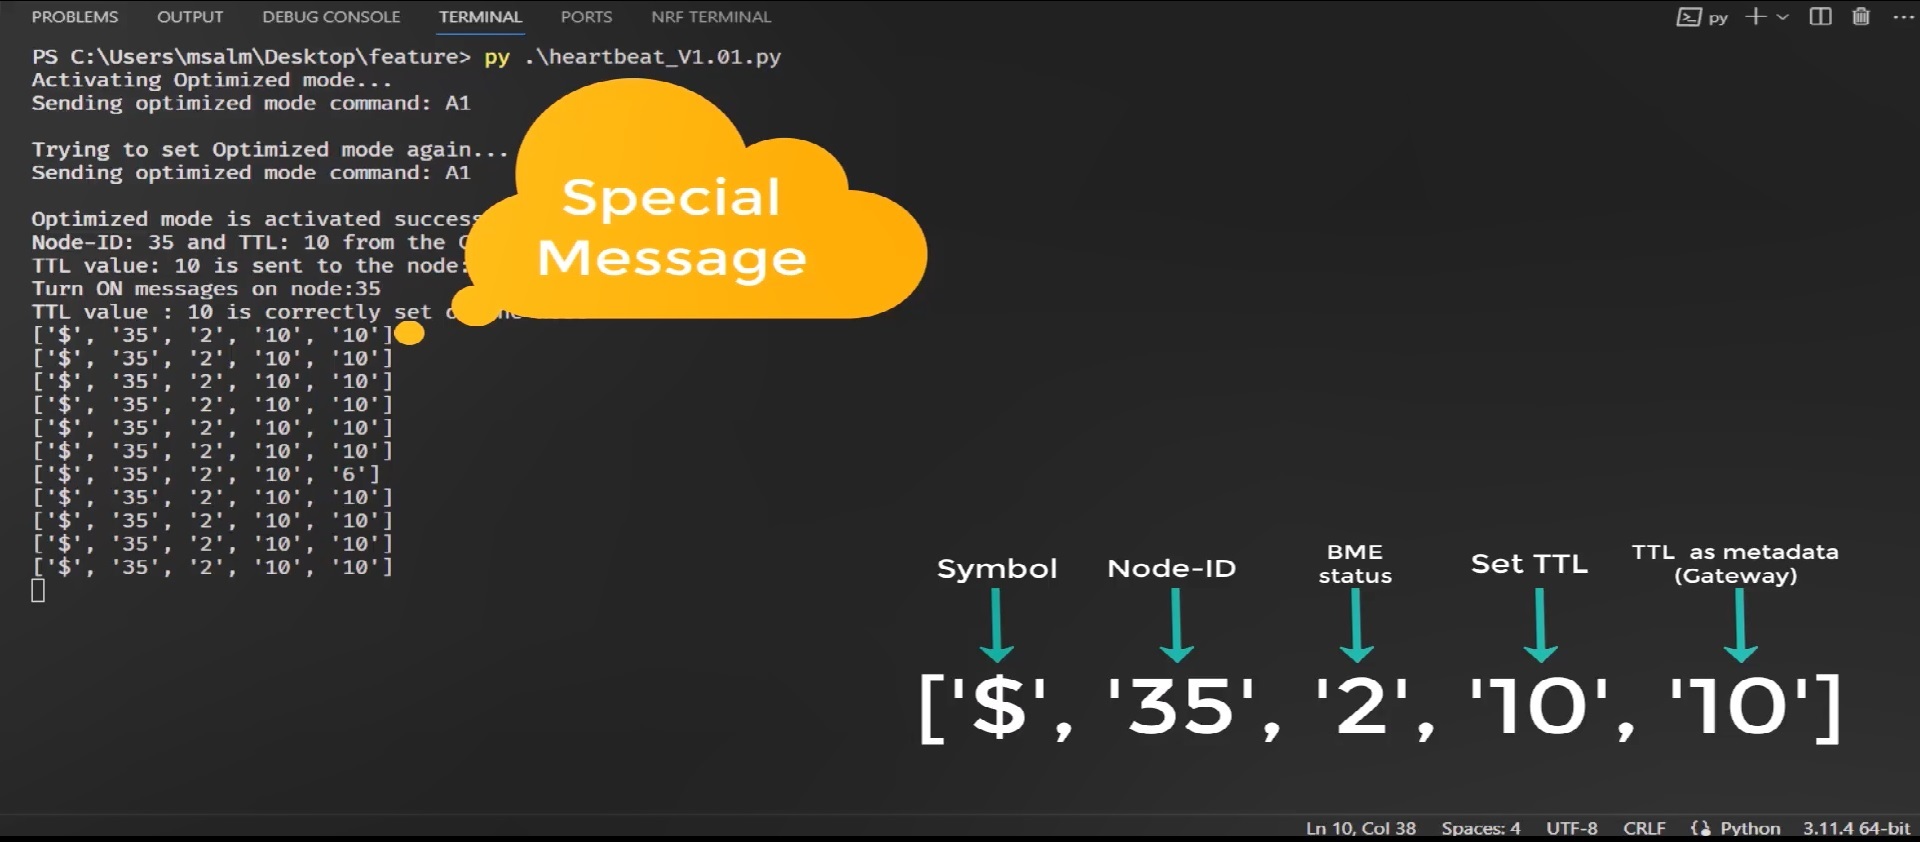 PROBLEMS OUTPUT DEBUG CONSOLE TERMINAL PORTS NRF TERMINAL
py
PS C:\Users\msalm\Desktop\feature> py .\heartbeat_V1.01.py
Activating Optimized mode...
Sending optimized mode command: A1
Trying to set Optimized mode again...
Sending optimized mode command: A1
Optimized mode is activated
Node-ID: 35 and TTL: 10 from the
TTL value: 10 is sent to the node:
Turn ON messages on node:35
TTL value : 10 is correctly set
['$', '35', '2', '10', '10']
['$', '35', '2', '10', '10']
['$', '35', '2', '10', '10']
['$', '35', '2', '10', '10']
['$', '35', '2', '10', '10']
['$', '35', '2', '10', '10']
['$', '35', '2', '10', '6']
['$', '35', '2', '10', '10']
['$', '35', '2', '10', '10']
['$', '35', '2', '10', '10']
['$', '35', '2', '10', '10']
Special
Message
Symbol
Node-ID
BME
status
Set TTL
TTL as metadata
(Gateway)
['$', '35', '2', '10', '10']
Ln 10, Col 38 Spaces: 4 UTF-8 CRLF Python 3.11.4 64-bit